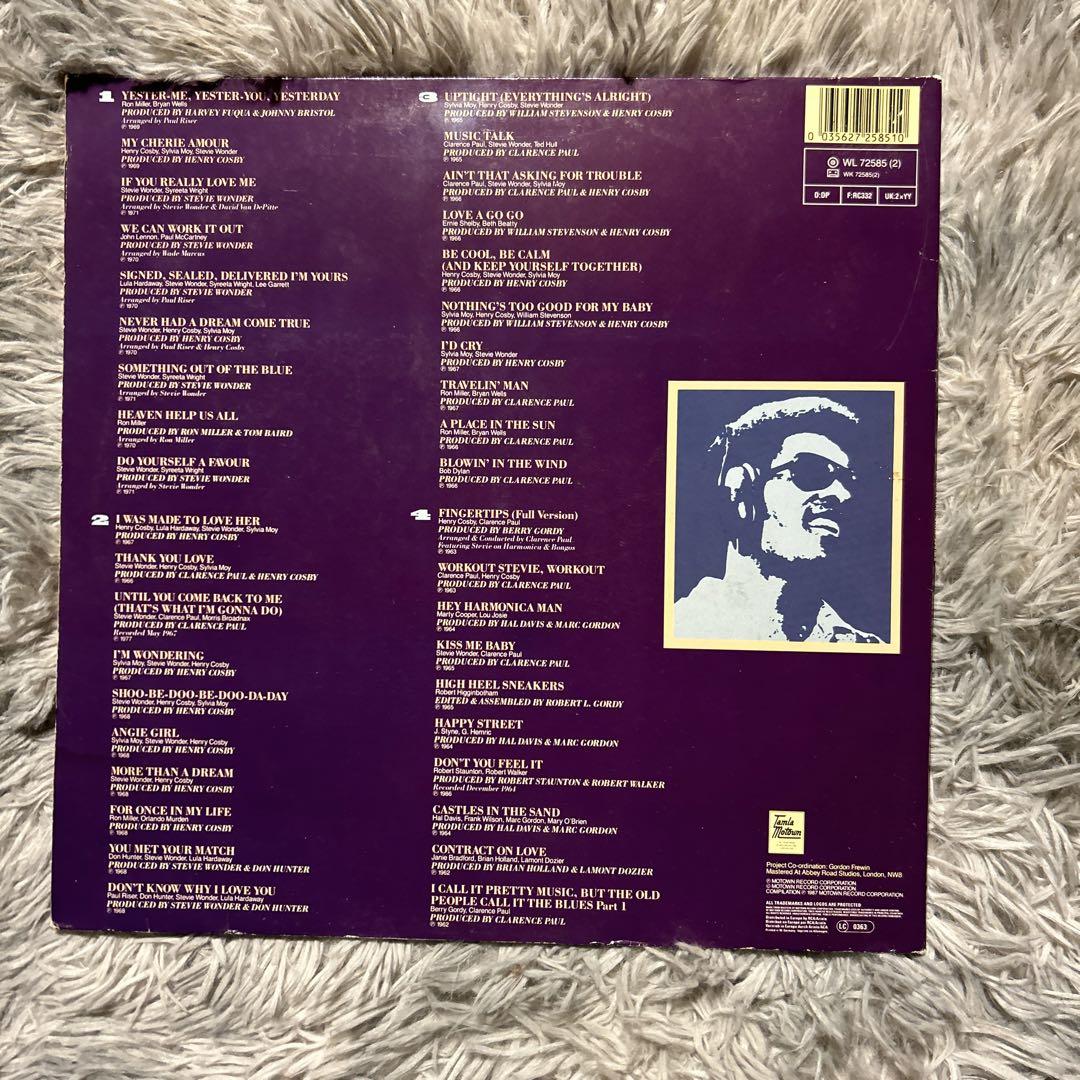 1 YESTER-ME, YESTER-YOU, YESTERDAY
Ron Miller, Bryan Wells
PRODUCED BY HARVEY FUQUA & JOHNNY BRISTOL
Arranged by Paul Riser
℗ 1969
MY CHERIE AMOUR
Henry Cosby, Sylvia Moy, Stevie Wonder
PRODUCED BY HENRY COSBY
℗ 1969
IF YOU REALLY LOVE ME
Stevie Wonder, Syreeta Wright
PRODUCED BY STEVIE WONDER
Arranged by Stevie Wonder & David Van DePitte
℗ 1971
WE CAN WORK IT OUT
John Lennon, Paul McCartney
PRODUCED BY STEVIE WONDER
Arranged by Wade Marcus
℗ 1970
SIGNED, SEALED, DELIVERED I'M YOURS
Lula Hardaway, Stevie Wonder, Syreeta Wright, Lee Garrett
PRODUCED BY STEVIE WONDER
Arranged by Paul Riser
℗ 1970
NEVER HAD A DREAM COME TRUE
Stevie Wonder, Henry Cosby, Sylvia Moy
PRODUCED BY HENRY COSBY
Arranged by Paul Riser & Henry Cosby
℗ 1970
SOMETHING OUT OF THE BLUE
Stevie Wonder, Syreeta Wright
PRODUCED BY STEVIE WONDER
Arranged by Stevie Wonder
℗ 1971
HEAVEN HELP US ALL
Ron Miller
PRODUCED BY RON MILLER & TOM BAIRD
Arranged by Ron Miller
℗ 1970
DO YOURSELF A FAVOUR
Stevie Wonder, Syreeta Wright
PRODUCED BY STEVIE WONDER
Arranged by Stevie Wonder
℗ 1971
2 I WAS MADE TO LOVE HER
Henry Cosby, Lula Hardaway, Stevie Wonder, Sylvia Moy
PRODUCED BY HENRY COSBY
℗ 1967
THANK YOU LOVE
Stevie Wonder, Henry Cosby, Sylvia Moy
PRODUCED BY CLARENCE PAUL & HENRY COSBY
℗ 1966
UNTIL YOU COME BACK TO ME
(THAT'S WHAT I'M GONNA DO)
Stevie Wonder, Clarence Paul, Morris Broadnax
PRODUCED BY CLARENCE PAUL
Recorded May 1967
℗ 1977
I'M WONDERING
Sylvia Moy, Stevie Wonder, Henry Cosby
PRODUCED BY HENRY COSBY
℗ 1967
SHOO-BE-DOO-BE-DOO-DA-DAY
Stevie Wonder, Henry Cosby, Sylvia Moy
PRODUCED BY HENRY COSBY
℗ 1968
ANGIE GIRL
Sylvia Moy, Stevie Wonder, Henry Cosby
PRODUCED BY HENRY COSBY
℗ 1968
MORE THAN A DREAM
Stevie Wonder, Henry Cosby
PRODUCED BY HENRY COSBY
℗ 1968
FOR ONCE IN MY LIFE
Ron Miller, Orlando Murden
PRODUCED BY HENRY COSBY
℗ 1968
YOU MET YOUR MATCH
Don Hunter, Stevie Wonder, Lula Hardaway
PRODUCED BY STEVIE WONDER & DON HUNTER
℗ 1968
DON'T KNOW WHY I LOVE YOU
Paul Riser, Don Hunter, Stevie Wonder, Lula Hardaway
PRODUCED BY STEVIE WONDER & DON HUNTER
℗ 1968
3 UPTIGHT (EVERYTHING'S ALRIGHT)
Sylvia Moy, Henry Cosby, Stevie Wonder
PRODUCED BY WILLIAM STEVENSON & HENRY COSBY
℗ 1965
MUSIC TALK
Clarence Paul, Stevie Wonder, Ted Hull
PRODUCED BY CLARENCE PAUL
℗ 1965
AIN'T THAT ASKING FOR TROUBLE
Clarence Paul, Stevie Wonder, Sylvia Moy
PRODUCED BY CLARENCE PAUL & HENRY COSBY
℗ 1966
LOVE A GO GO
Ernie Shelby, Beth Beatty
PRODUCED BY WILLIAM STEVENSON & HENRY COSBY
℗ 1966
BE COOL, BE CALM
(AND KEEP YOURSELF TOGETHER)
Henry Cosby, Stevie Wonder, Sylvia Moy
PRODUCED BY HENRY COSBY
℗ 1966
NOTHING'S TOO GOOD FOR MY BABY
Sylvia Moy, Henry Cosby, William Stevenson
PRODUCED BY WILLIAM STEVENSON & HENRY COSBY
℗ 1966
I'D CRY
Sylvia Moy, Stevie Wonder
PRODUCED BY HENRY COSBY
℗ 1967
TRAVELIN' MAN
Ron Miller, Bryan Wells
PRODUCED BY CLARENCE PAUL
℗ 1967
A PLACE IN THE SUN
Ron Miller, Bryan Wells
PRODUCED BY CLARENCE PAUL
℗ 1966
BLOWIN' IN THE WIND
Bob Dylan
PRODUCED BY CLARENCE PAUL
℗ 1966
4 FINGERTIPS (Full Version)
Henry Cosby, Clarence Paul
PRODUCED BY BERRY GORDY
Arranged & Conducted by Clarence Paul
Featuring Stevie on Harmonica & Bongos
℗ 1963
WORKOUT STEVIE, WORKOUT
Clarence Paul, Henry Cosby
PRODUCED BY CLARENCE PAUL
℗ 1963
HEY HARMONICA MAN
Marty Cooper, Lou Josie
PRODUCED BY HAL DAVIS & MARC GORDON
℗ 1964
KISS ME BABY
Stevie Wonder, Clarence Paul
PRODUCED BY CLARENCE PAUL
℗ 1965
HIGH HEEL SNEAKERS
Robert Higginbotham
EDITED & ASSEMBLED BY ROBERT L. GORDY
℗ 1965
HAPPY STREET
J. Styne, G. Hemric
PRODUCED BY HAL DAVIS & MARC GORDON
℗ 1964
DON'T YOU FEEL IT
Robert Staunton, Robert Walker
PRODUCED BY ROBERT STAUNTON & ROBERT WALKER
Recorded December 1964
℗ 1986
CASTLES IN THE SAND
Hal Davis, Frank Wilson, Marc Gordon, Mary O'Brien
PRODUCED BY HAL DAVIS & MARC GORDON
℗ 1964
CONTRACT ON LOVE
Janie Bradford, Brian Holland, Lamont Dozier
PRODUCED BY BRIAN HOLLAND & LAMONT DOZIER
℗ 1962
I CALL IT PRETTY MUSIC, BUT THE OLD
PEOPLE CALL IT THE BLUES Part 1
Berry Gordy, Clarence Paul
PRODUCED BY CLARENCE PAUL
℗ 1962
0 035627 258510
WL 72585 (2)
WK 72585(2)
D:DP F:RC332 UK:2×YY
Tamla
Motown
Project Co-ordination: Gordon Frewin
Mastered At Abbey Road Studios, London, NW8
℗ MOTOWN RECORD CORPORATION
© MOTOWN RECORD CORPORATION
COMPILATION ℗ 1987 MOTOWN RECORD CORPORATION
ALL TRADEMARKS AND LOGOS ARE PROTECTED
Distributed in Europe by RCA/Ariola.
Distribué en Europe par RCA/Ariola.
Vertrieb in Europa durch Ariola/RCA
Printed in W. Germany
LC 0363